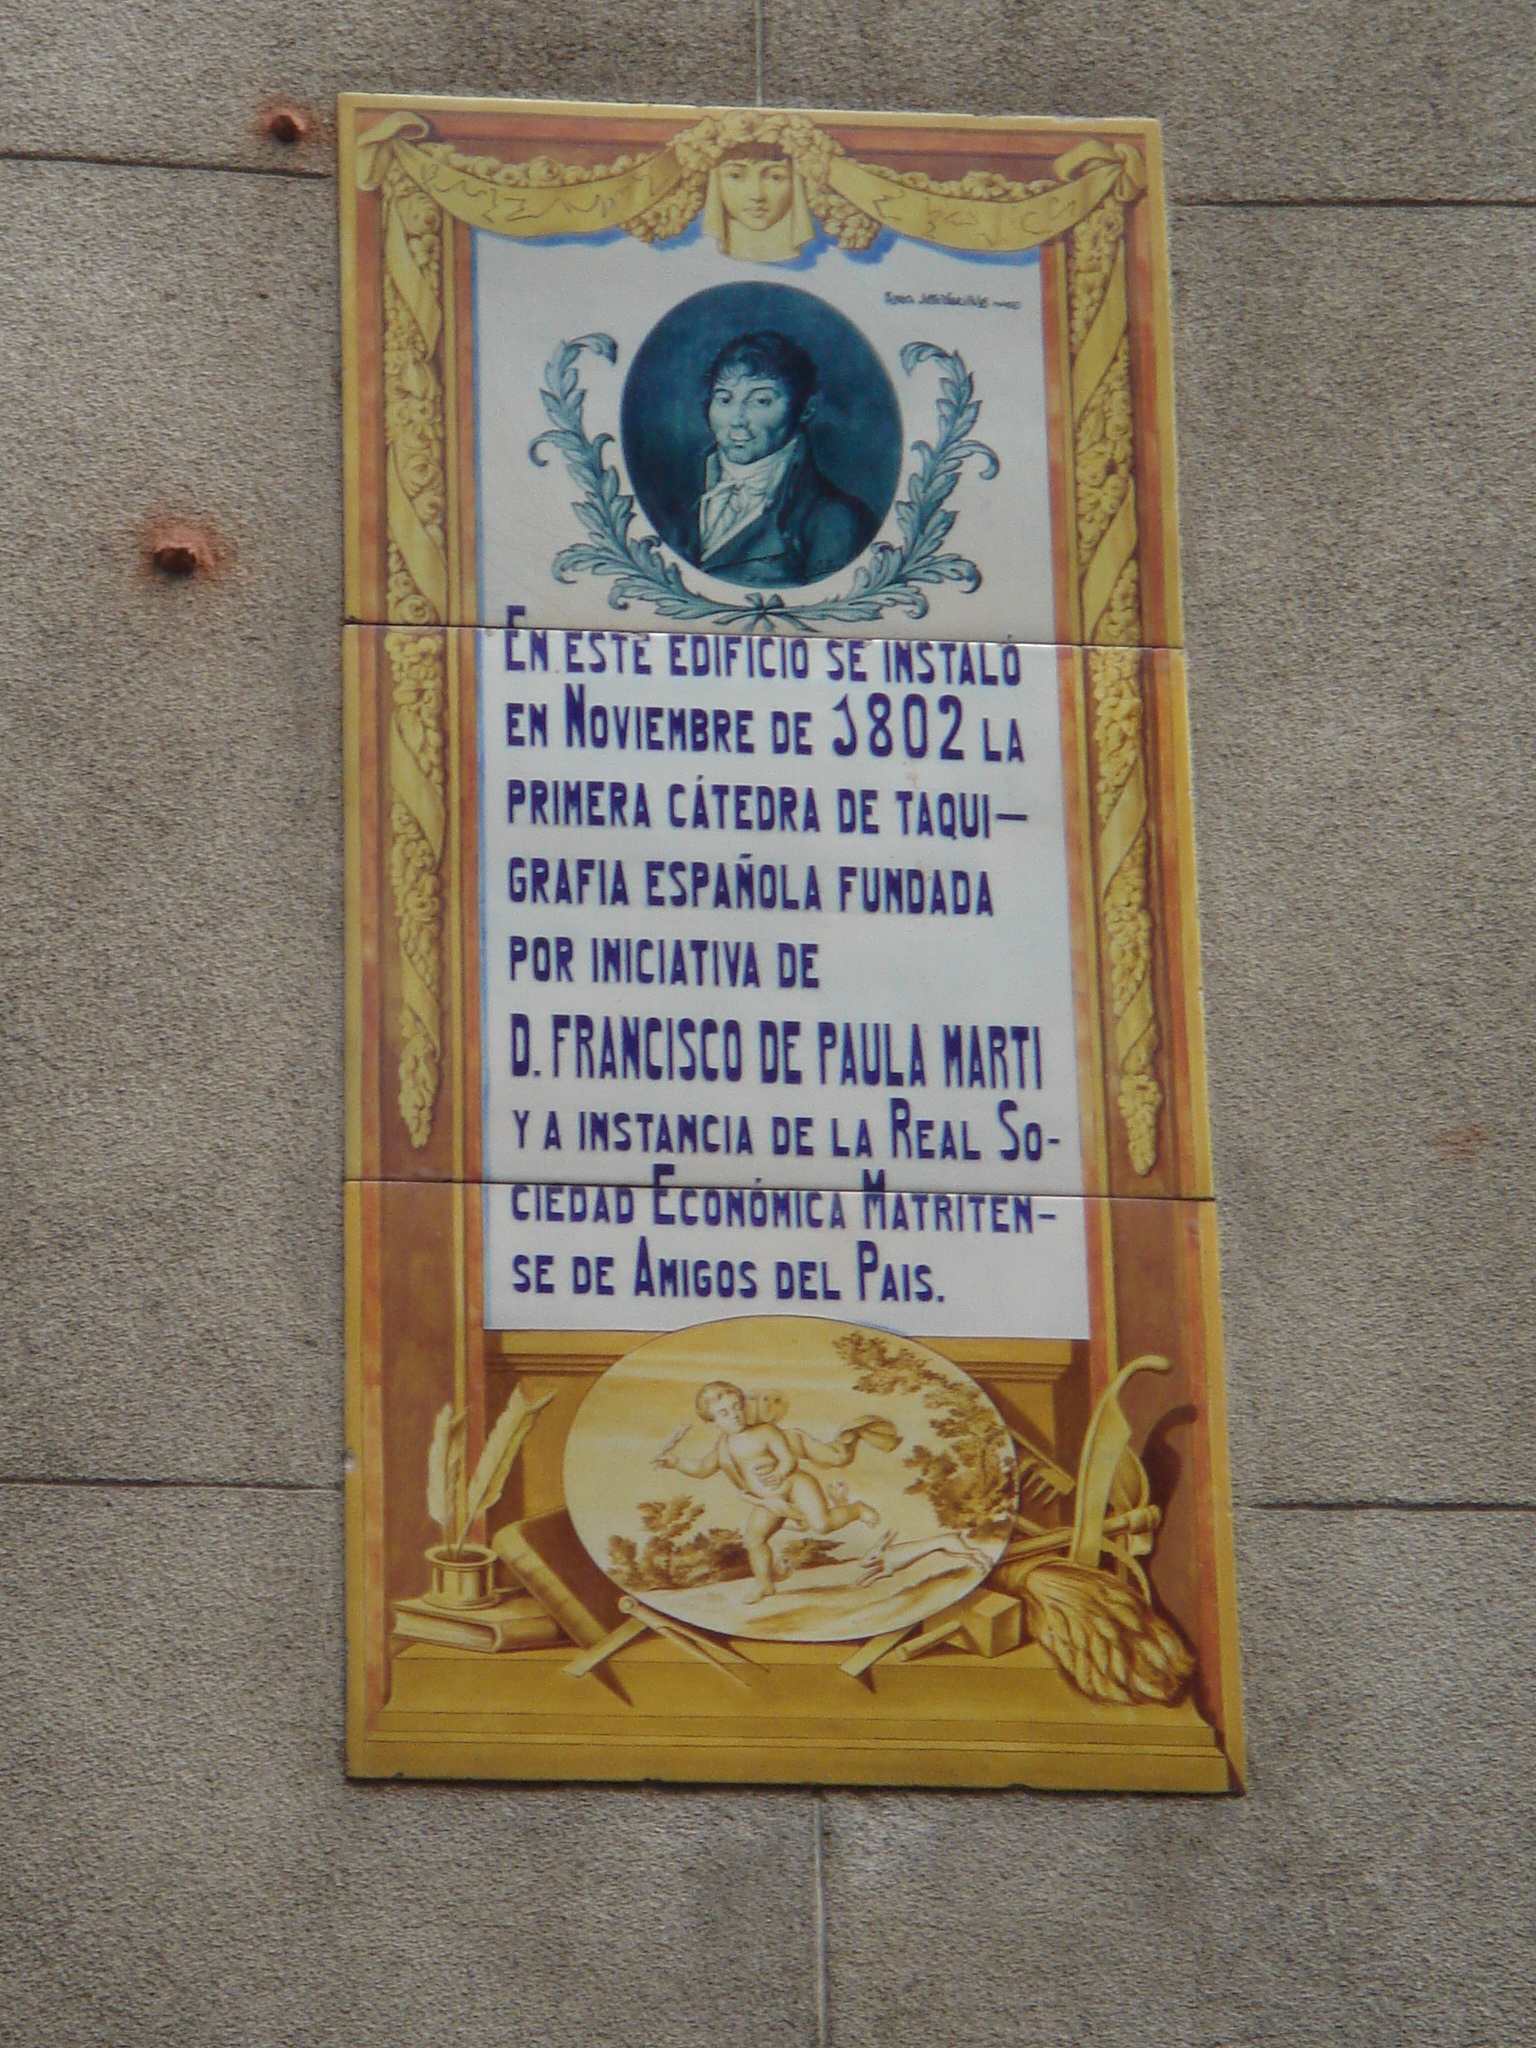 En este edificio se instaló
en Noviembre de 1802 la
primera cátedra de taqui-
grafia española fundada
por iniciativa de
D. FRANCISCO DE PAULA MARTI
y a instancia de la Real So-
ciedad Económica Matriten-
se de Amigos del Pais.